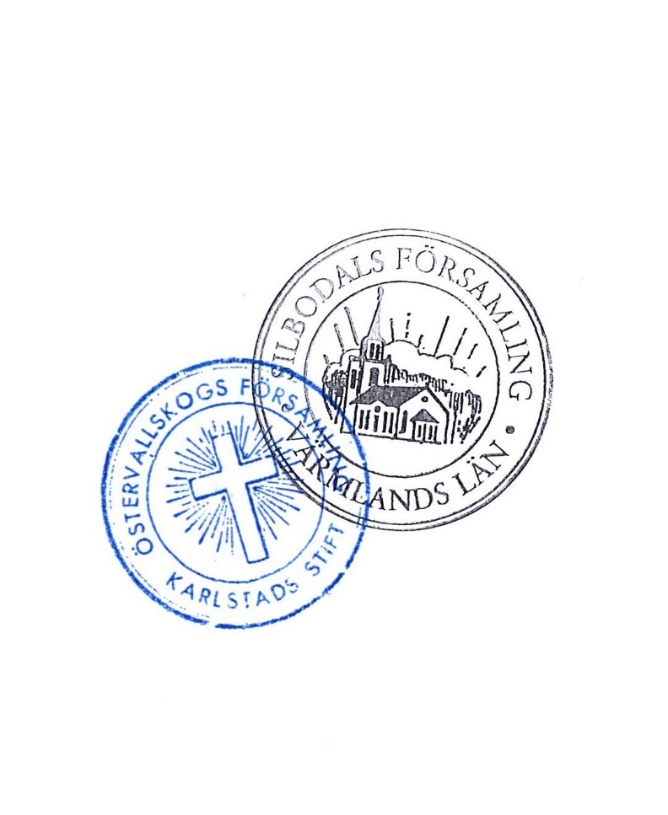 SILBODALS FÖRSAMLING •
VÄRMLANDS LÄN
ÖSTERVALLSKOGS FÖRSAMLING
KARLSTADS STIFT